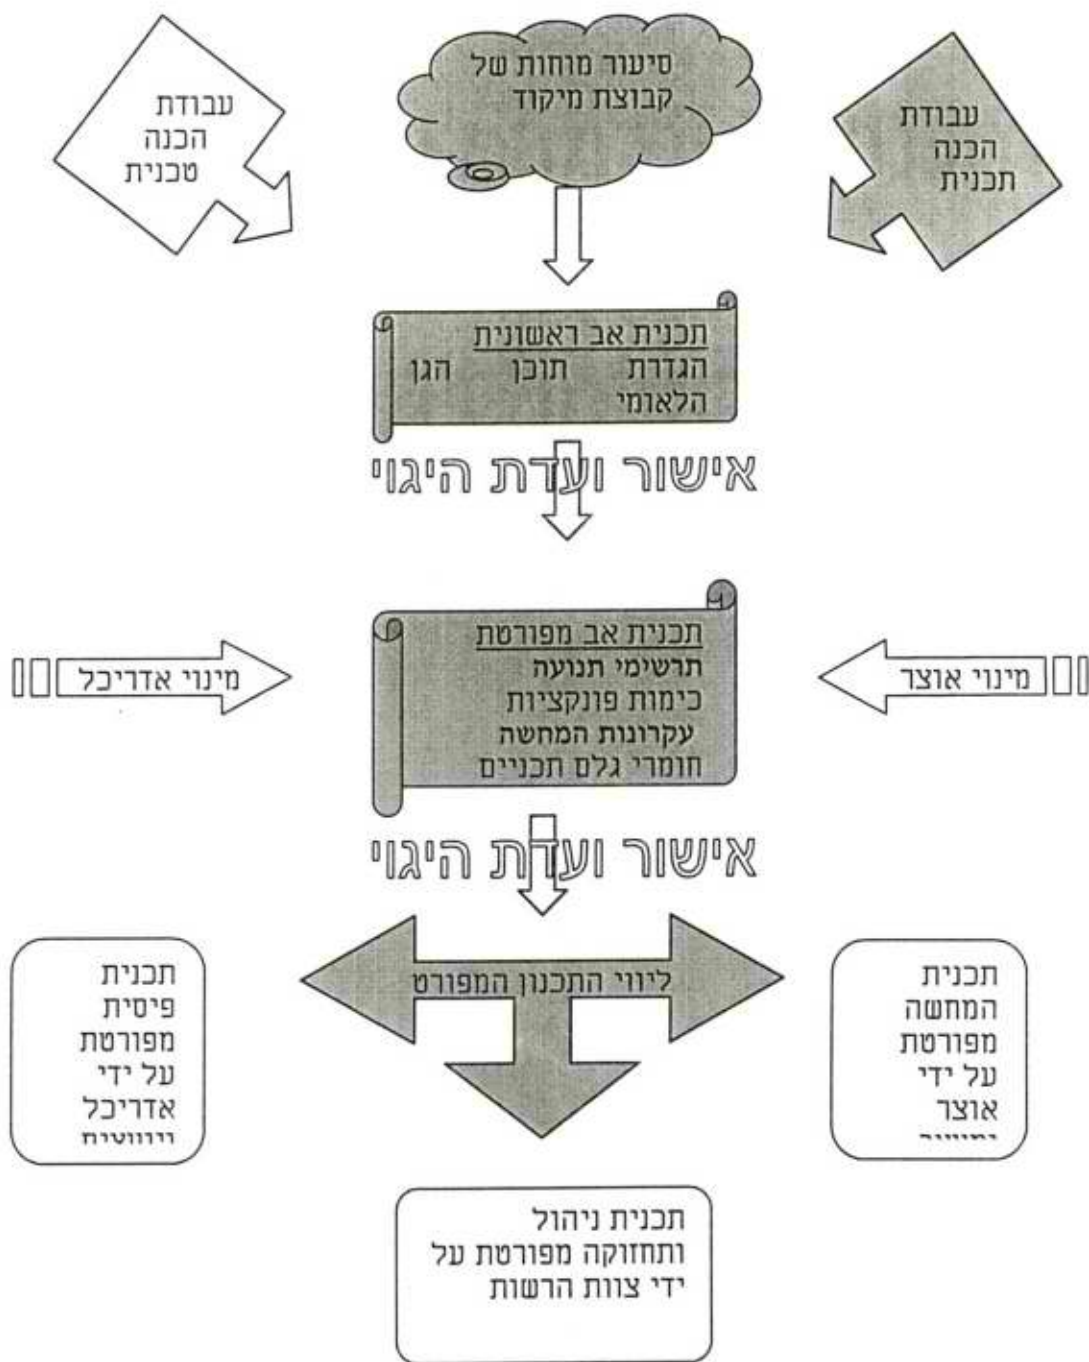 סיעור מוחות של
קבוצת מיקוד
עבודת
הכנה
תכנית
עבודת
הכנה
טכנית
תכנית אב ראשונית
הגדרת תוכן הגן
הלאומי
אישור ועדת היגוי
מינוי אוצר
תכנית אב מפורטת
תרשימי תנועה
כימות פונקציות
עקרונות המחשה
חומרי גלם תכניים
מינוי אדריכל
אישור ועדת היגוי
ליווי התכנון המפורט
תכנית
המחשה
מפורטת
על ידי
אוצר
תכנית
פיסית
מפורטת
על ידי
אדריכל
תכנית ניהול
ותחזוקה מפורטת על
ידי צוות הרשות